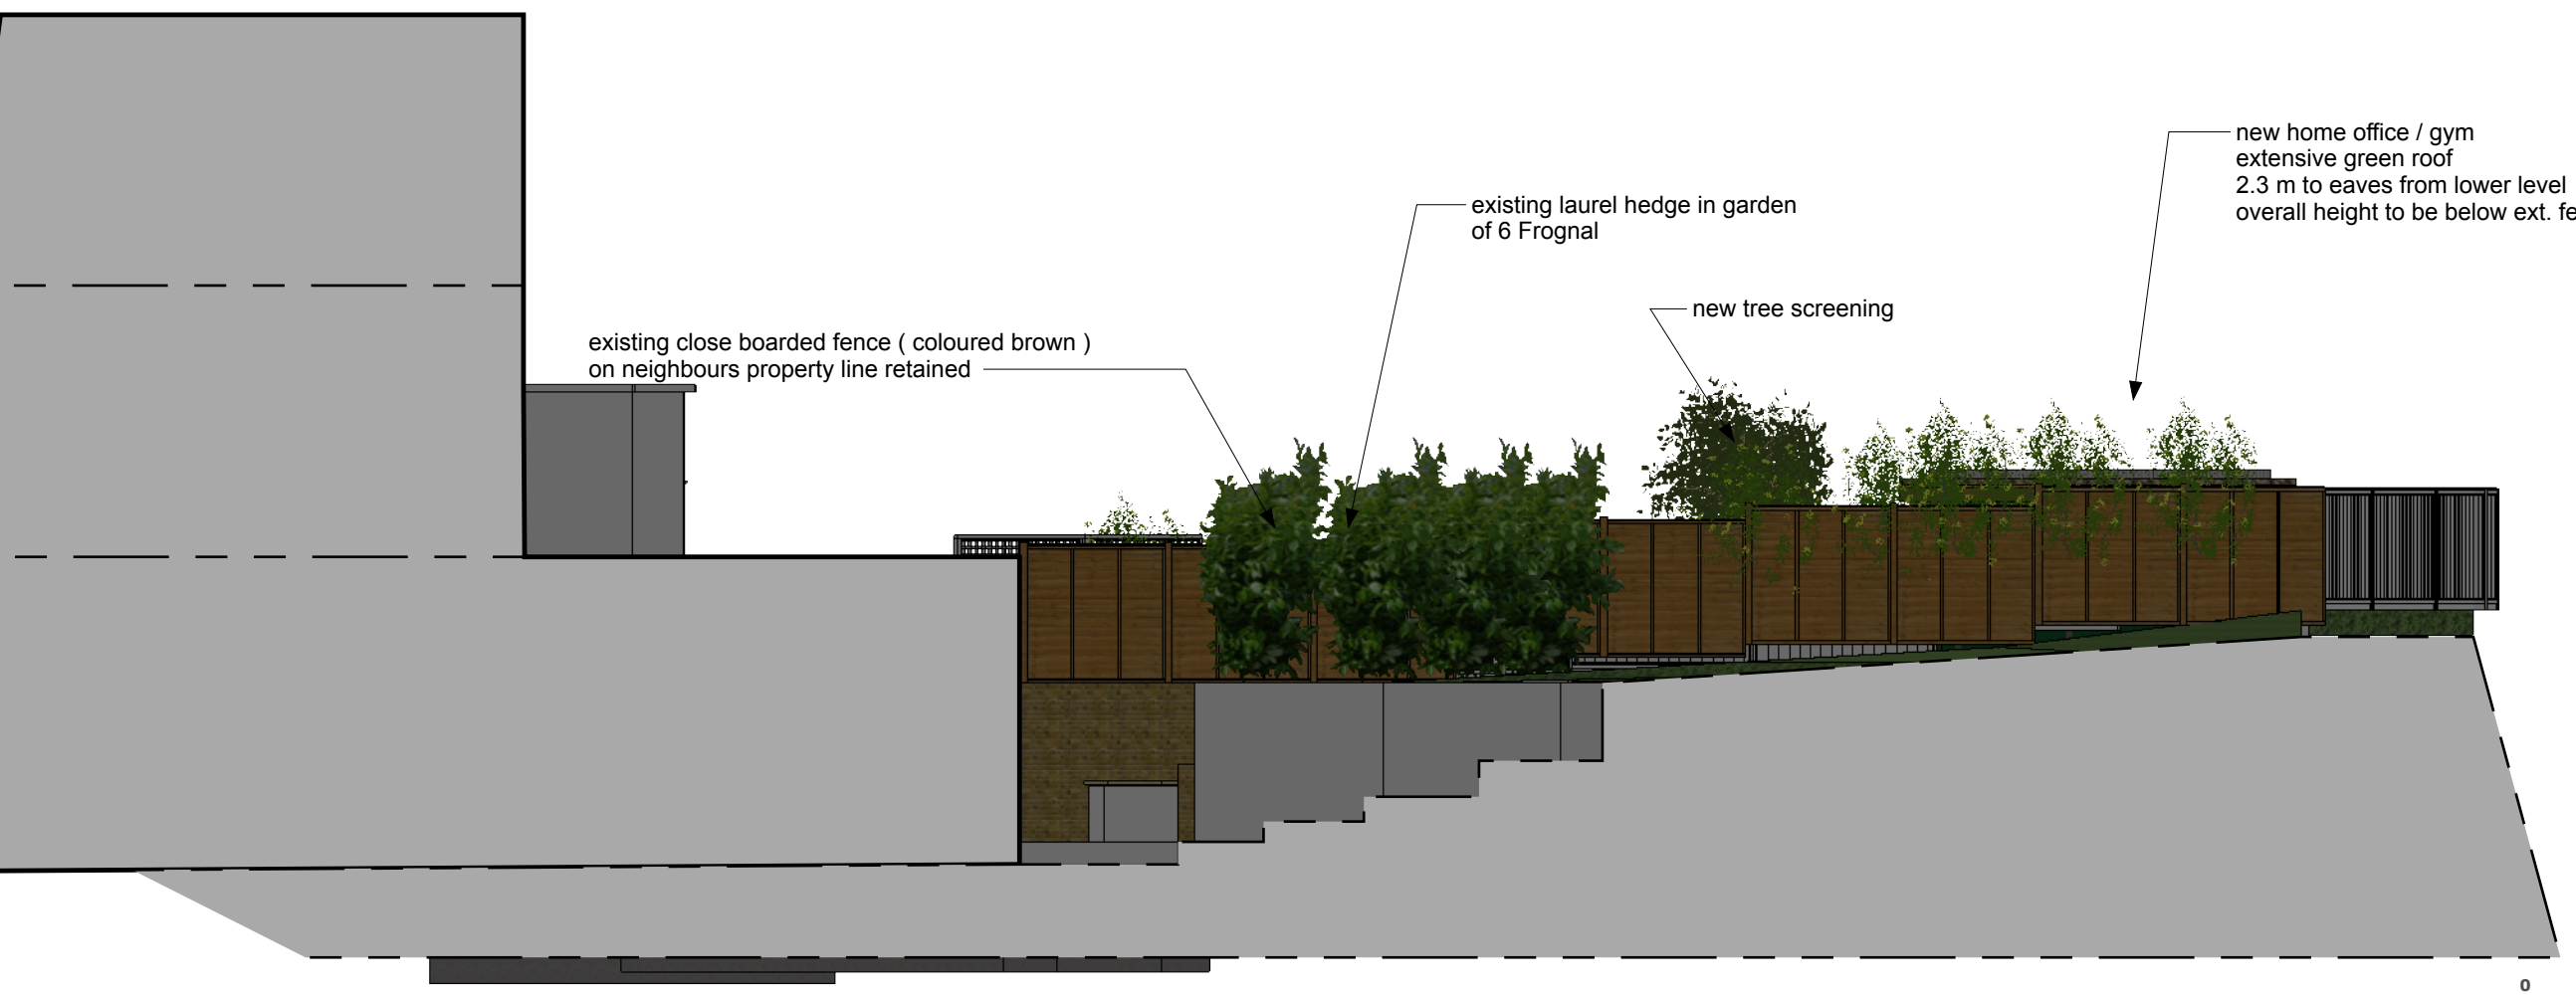 new home office / gym
extensive green roof
2.3 m to eaves from lower level
overall height to be below ext.
existing laurel hedge in garden
of 6 Frognal
new tree screening
existing close boarded fence ( coloured brown )
on neighbours property line retained
0